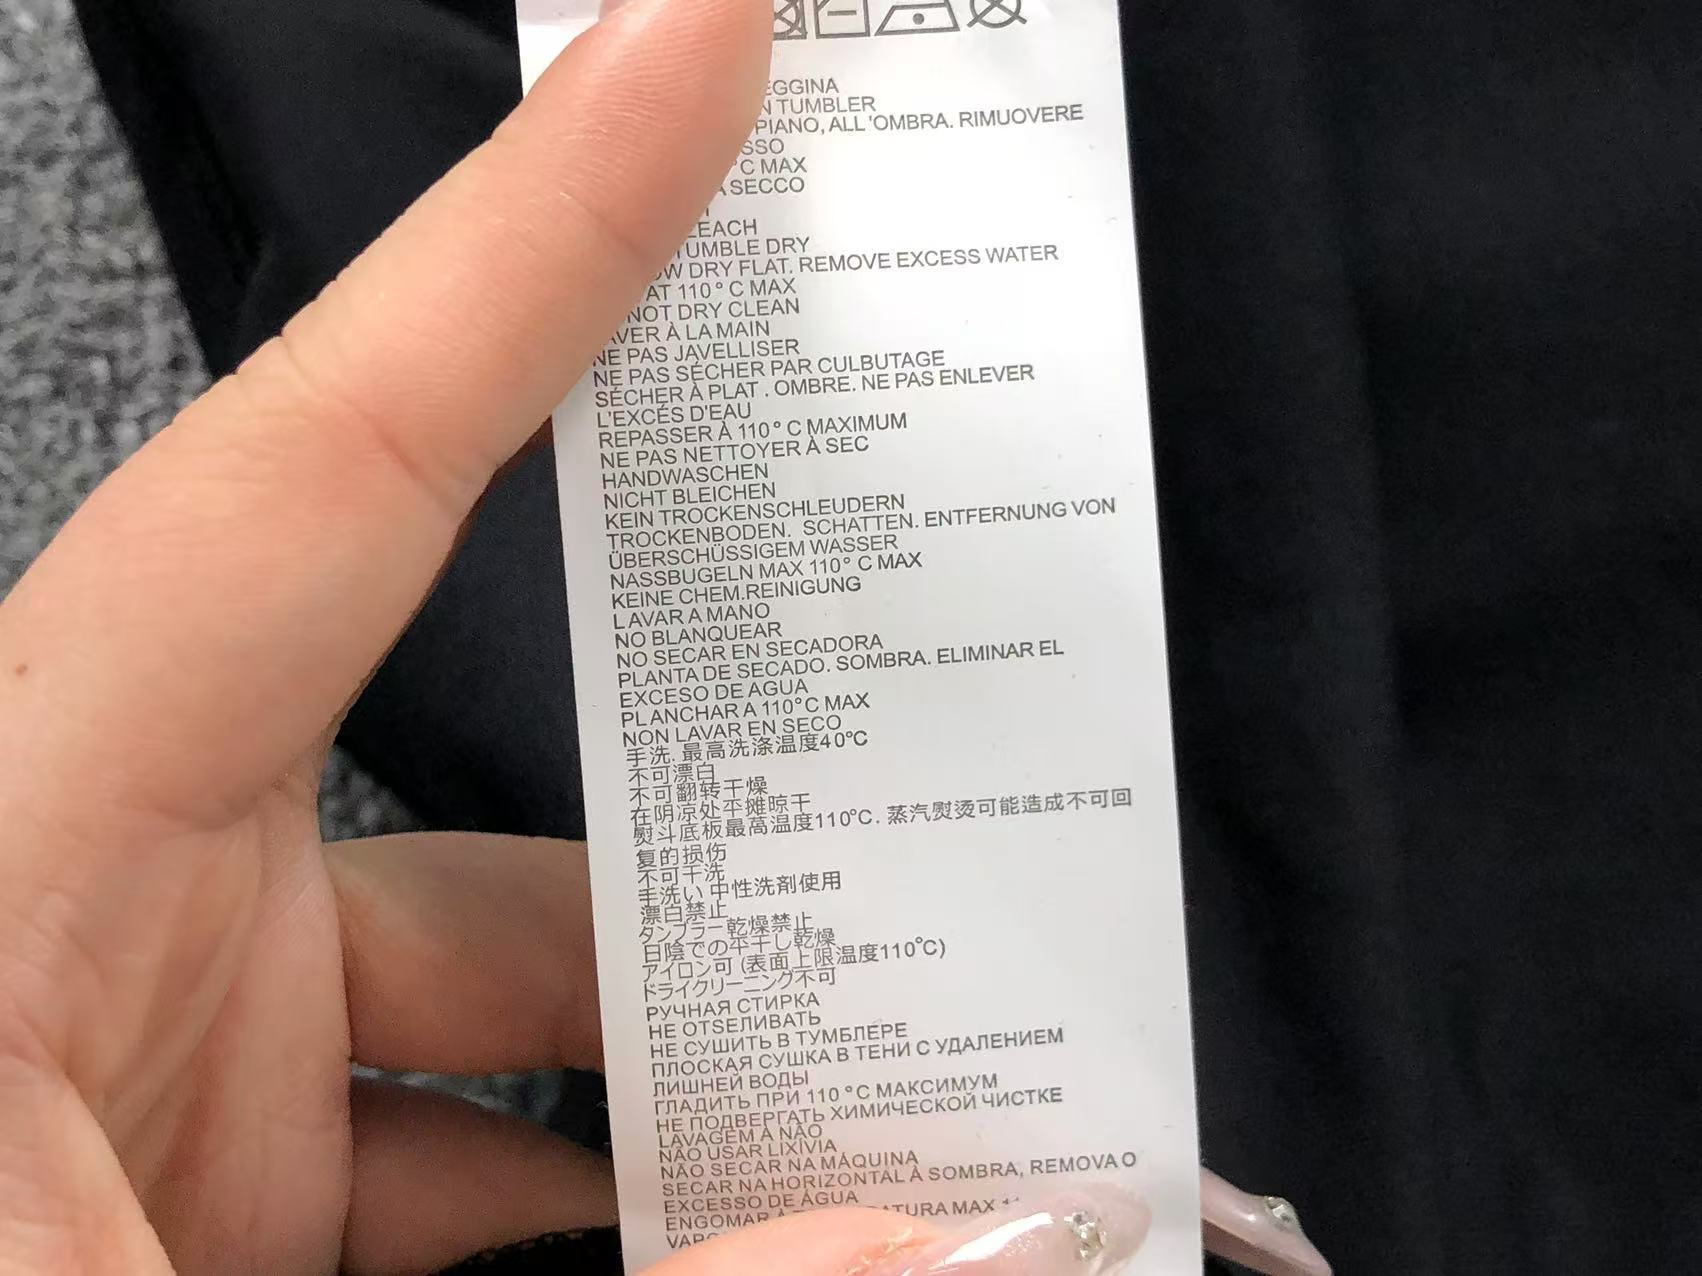 EGGINA
N TUMBLER
PIANO, ALL'OMBRA. RIMUOVERE
SSO
°C MAX
A SECCO
LEACH
TUMBLE DRY
OW DRY FLAT. REMOVE EXCESS WATER
AT 110°C MAX
NOT DRY CLEAN
AVER À LA MAIN
NE PAS JAVELLISER
NE PAS SÉCHER PAR CULBUTAGE
SÉCHER À PLAT . OMBRE. NE PAS ENLEVER
L'EXCÉS D'EAU
REPASSER À 110°C MAXIMUM
NE PAS NETTOYER À SEC
HANDWASCHEN
NICHT BLEICHEN
KEIN TROCKENSCHLEUDERN
TROCKENBODEN. SCHATTEN. ENTFERNUNG VON
ÜBERSCHÜSSIGEM WASSER
NASSBUGELN MAX 110°C MAX
KEINE CHEM.REINIGUNG
LAVAR A MANO
NO BLANQUEAR
NO SECAR EN SECADORA
PLANTA DE SECADO. SOMBRA. ELIMINAR EL
EXCESO DE AGUA
PLANCHAR A 110°C MAX
NON LAVAR EN SECO
手洗. 最高洗涤温度40℃
不可漂白
不可翻转干燥
在阴凉处平摊晾干
熨斗底板最高温度110℃. 蒸汽熨烫可能造成不可回
复的损伤
不可干洗
手洗い 中性洗剤使用
漂白禁止
タンブラー乾燥禁止
日陰での平干し乾燥
アイロン可 (表面上限温度110℃)
ドライクリーニング不可
РУЧНАЯ СТИРКА
НЕ ОТSЕЛИВАТЬ
НЕ СУШИТЬ В ТУМБЛЕРЕ
ПЛОСКАЯ СУШКА В ТЕНИ С УДАЛЕНИЕМ
ЛИШНЕЙ ВОДЫ
ГЛАДИТЬ ПРИ 110°C МАКСИМУМ
НЕ ПОДВЕРГАТЬ ХИМИЧЕСКОЙ ЧИСТКЕ
LAVAGEM À NÃO
NÃO USAR LIXÍVIA
NÃO SECAR NA MÁQUINA
SECAR NA HORIZONTAL À SOMBRA, REMOVA O
EXCESSO DE ÁGUA
ENGOMAR À ATURA MAX
VAPO